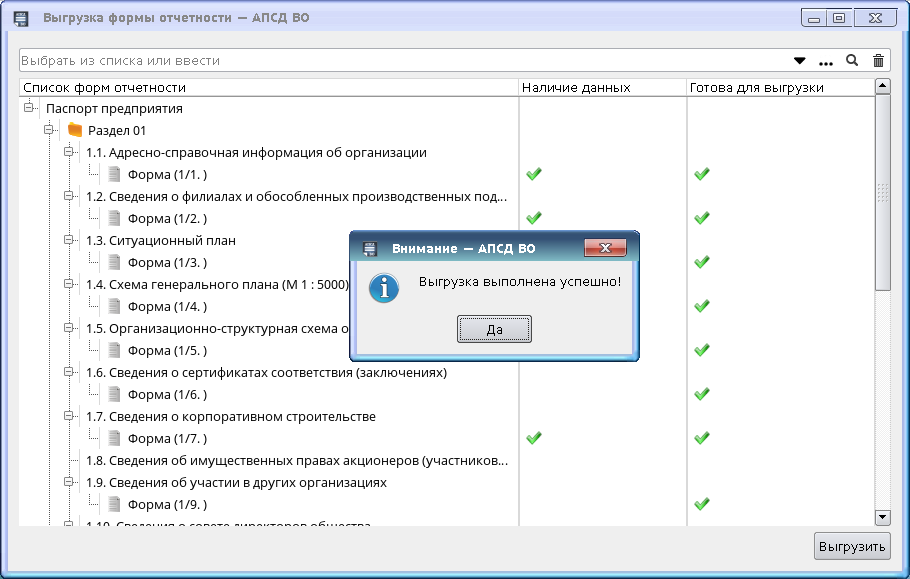 Выгрузка формы отчетности — АПСД ВО
Выбрать из списка или ввести
Список форм отчетности Наличие данных Готова для выгрузки
Паспорт предприятия
Раздел 01
1.1. Адресно-справочная информация об организации
Форма (1/1. )
1.2. Сведения о филиалах и обособленных производственных под...
Форма (1/2. )
1.3. Ситуационный план
Форма (1/3. )
1.4. Схема генерального плана (М 1 : 5000)
Форма (1/4. )
1.5. Организационно-структурная схема о
Форма (1/5. )
1.6. Сведения о сертификатах соответствия (заключениях)
Форма (1/6. )
1.7. Сведения о корпоративном строительстве
Форма (1/7. )
1.8. Сведения об имущественных правах акционеров (участников...
1.9. Сведения об участии в других организациях
Форма (1/9. )
1.10. Сведения о совете директоров общества
Внимание — АПСД ВО
Выгрузка выполнена успешно!
Да
Выгрузить